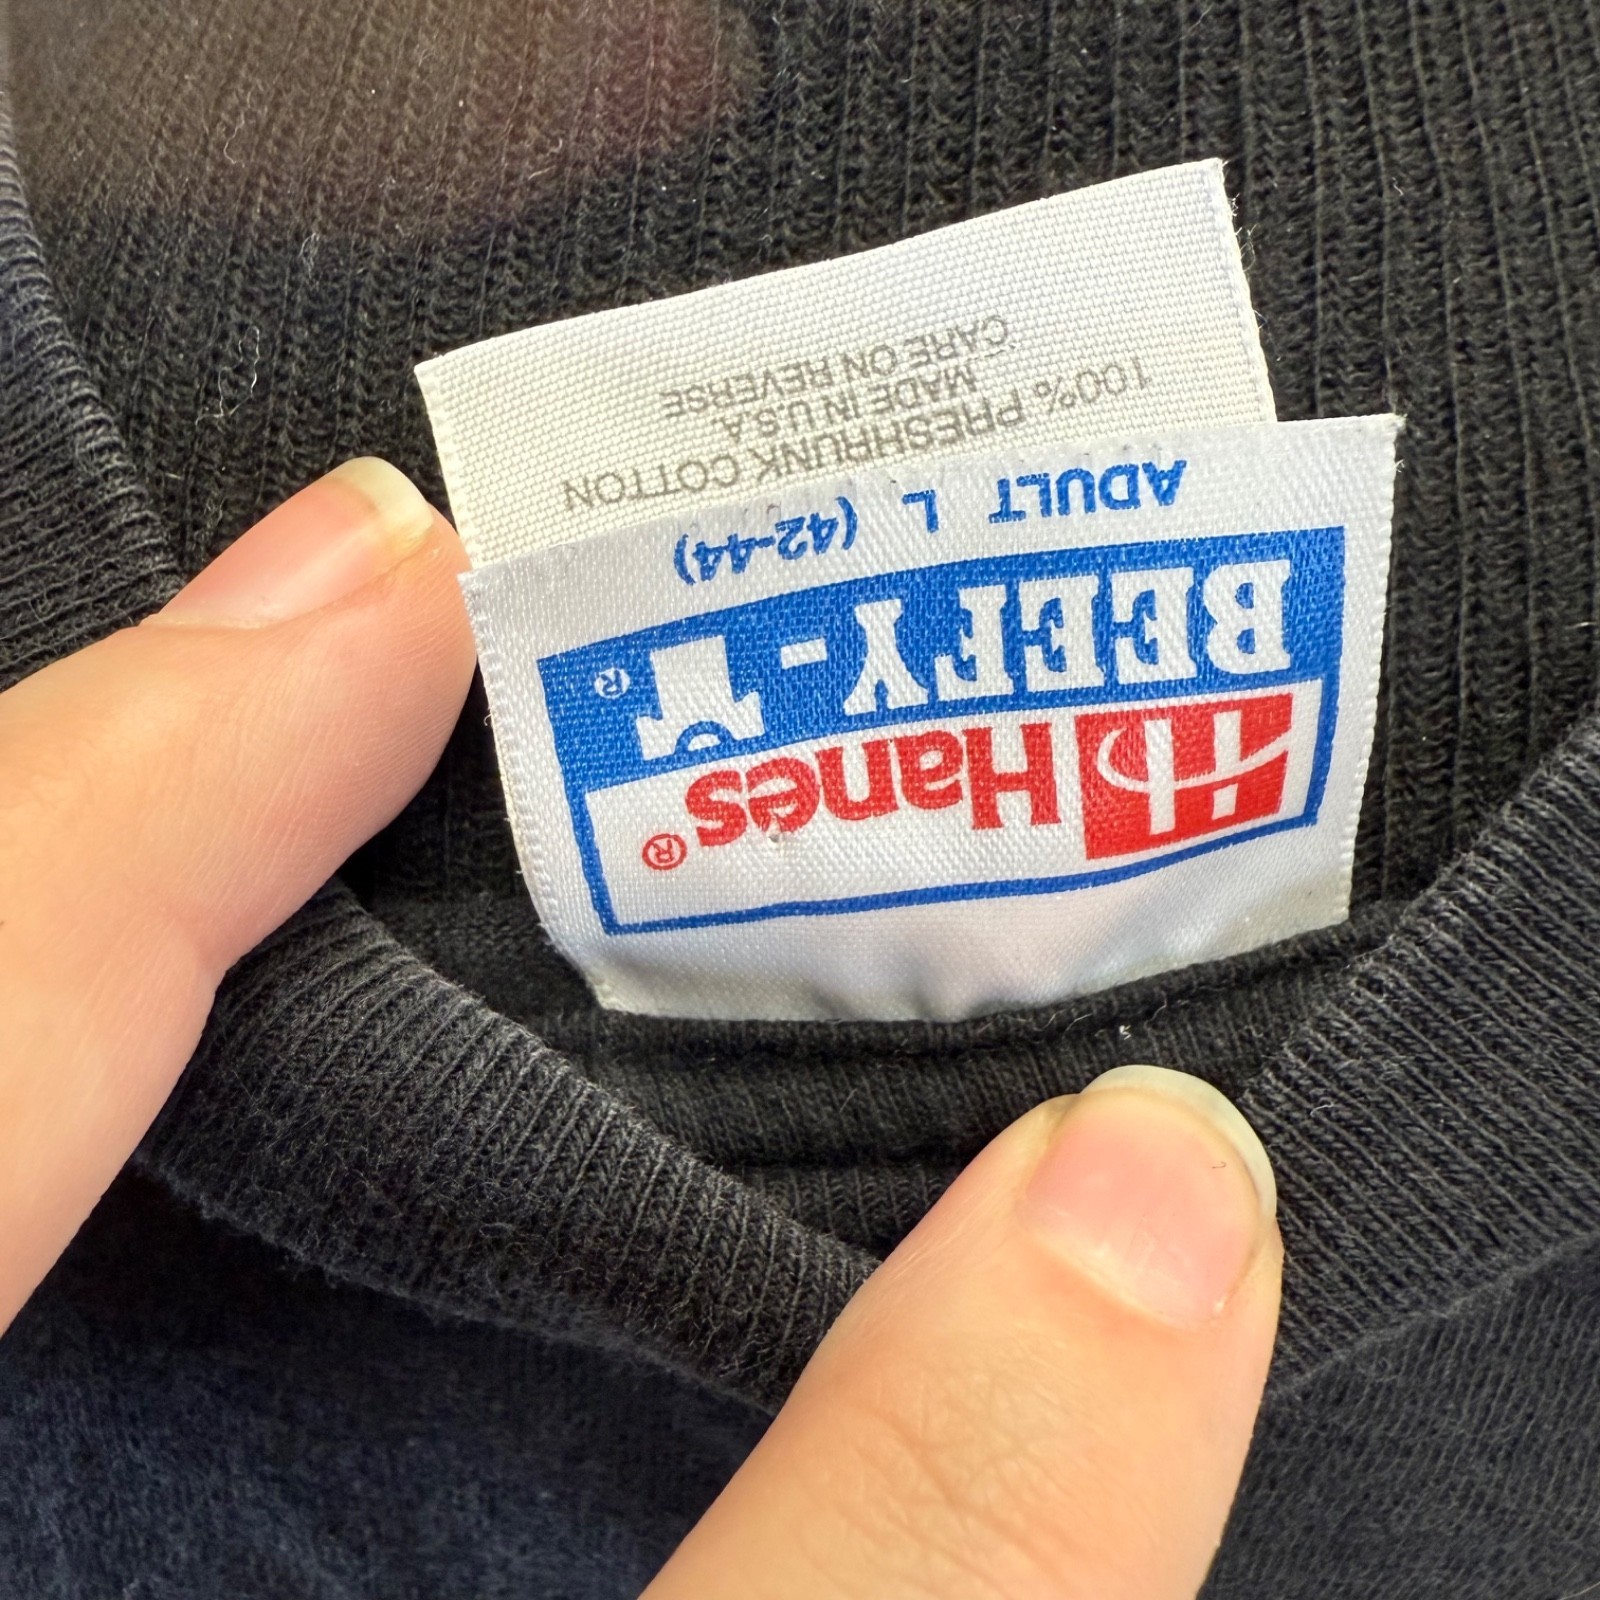 Hanes®
BEEFY-T®
ADULT L (42-44)
100% PRESHRUNK COTTON
MADE IN U.S.A.
CARE ON REVERSE